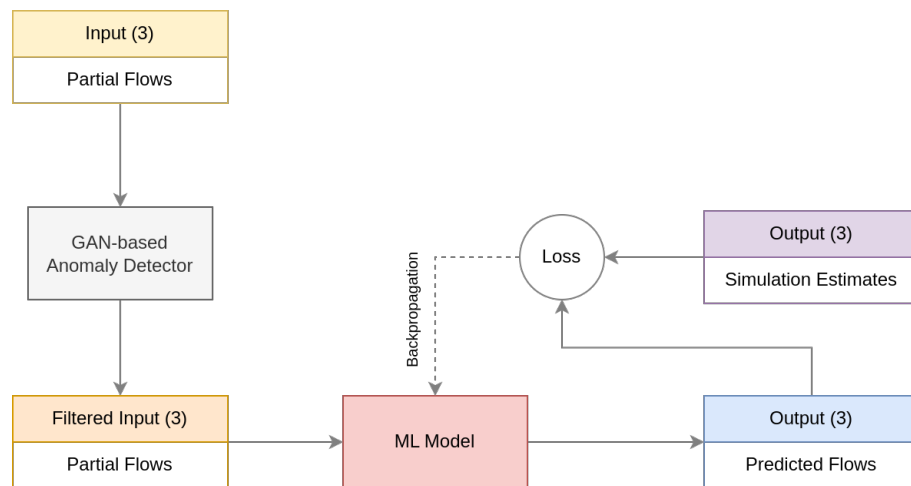 Input (3)
Partial Flows
GAN-based
Anomaly Detector
Filtered Input (3)
Partial Flows
ML Model
Backpropagation
Loss
Output (3)
Simulation Estimates
Output (3)
Predicted Flows